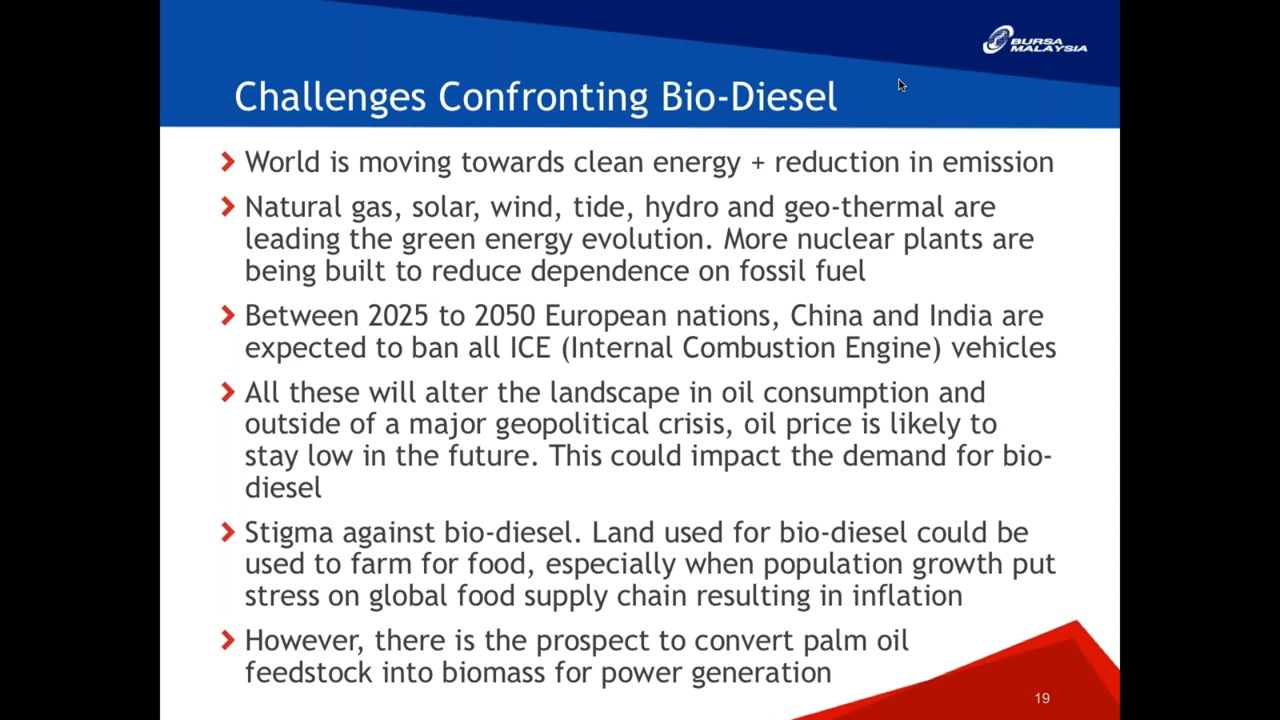 BURSA
MALAYSIA
Challenges Confronting Bio-Diesel
World is moving towards clean energy + reduction in emission
Natural gas, solar, wind, tide, hydro and geo-thermal are
leading the green energy evolution. More nuclear plants are
being built to reduce dependence on fossil fuel
Between 2025 to 2050 European nations, China and India are
expected to ban all ICE (Internal Combustion Engine) vehicles
All these will alter the landscape in oil consumption and
outside of a major geopolitical crisis, oil price is likely to
stay low in the future. This could impact the demand for bio-
diesel
Stigma against bio-diesel. Land used for bio-diesel could be
used to farm for food, especially when population growth put
stress on global food supply chain resulting in inflation
However, there is the prospect to convert palm oil
feedstock into biomass for power generation
19